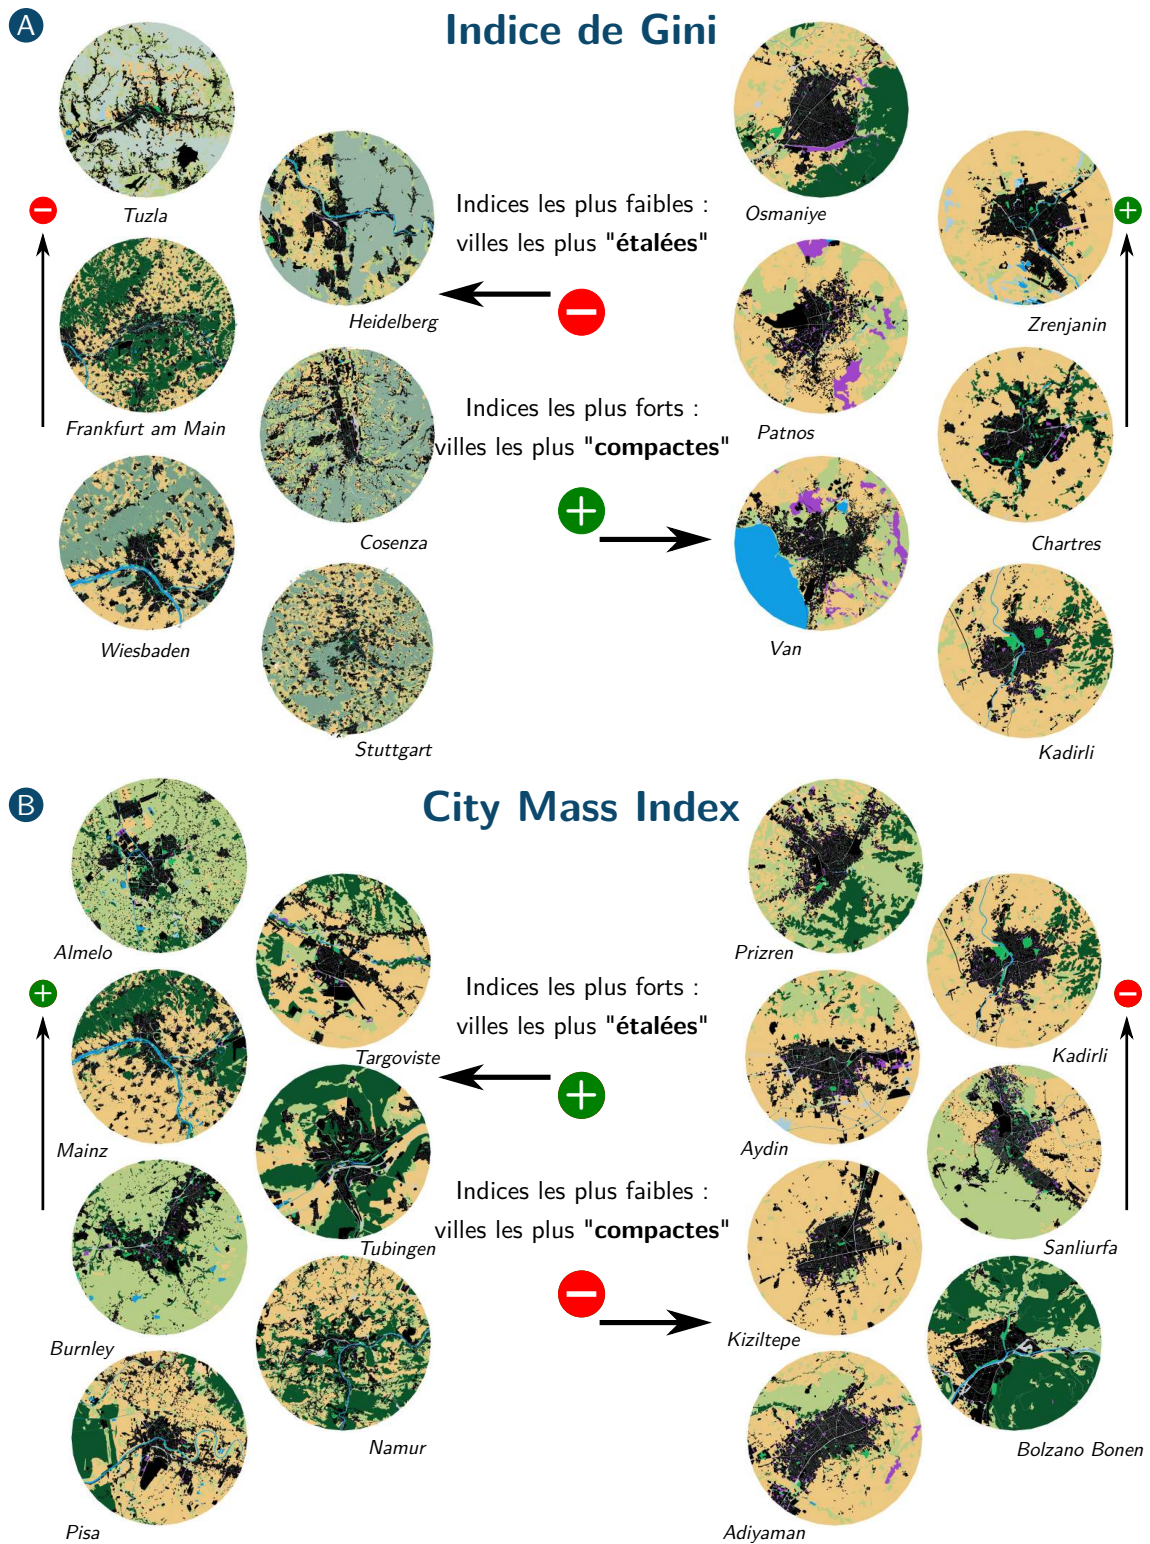 A
Indice de Gini
Tuzla
Heidelberg
Frankfurt am Main
Cosenza
Wiesbaden
Stuttgart
Indices les plus faibles :
villes les plus "étalées"
Indices les plus forts :
villes les plus "compactes"
Osmaniye
Zrenjanin
Patnos
Chartres
Van
Kadirli
B
City Mass Index
Almelo
Targoviste
Mainz
Tubingen
Burnley
Namur
Pisa
Indices les plus forts :
villes les plus "étalées"
Indices les plus faibles :
villes les plus "compactes"
Prizren
Kadirli
Aydin
Sanliurfa
Kiziltepe
Bolzano Bonen
Adiyaman